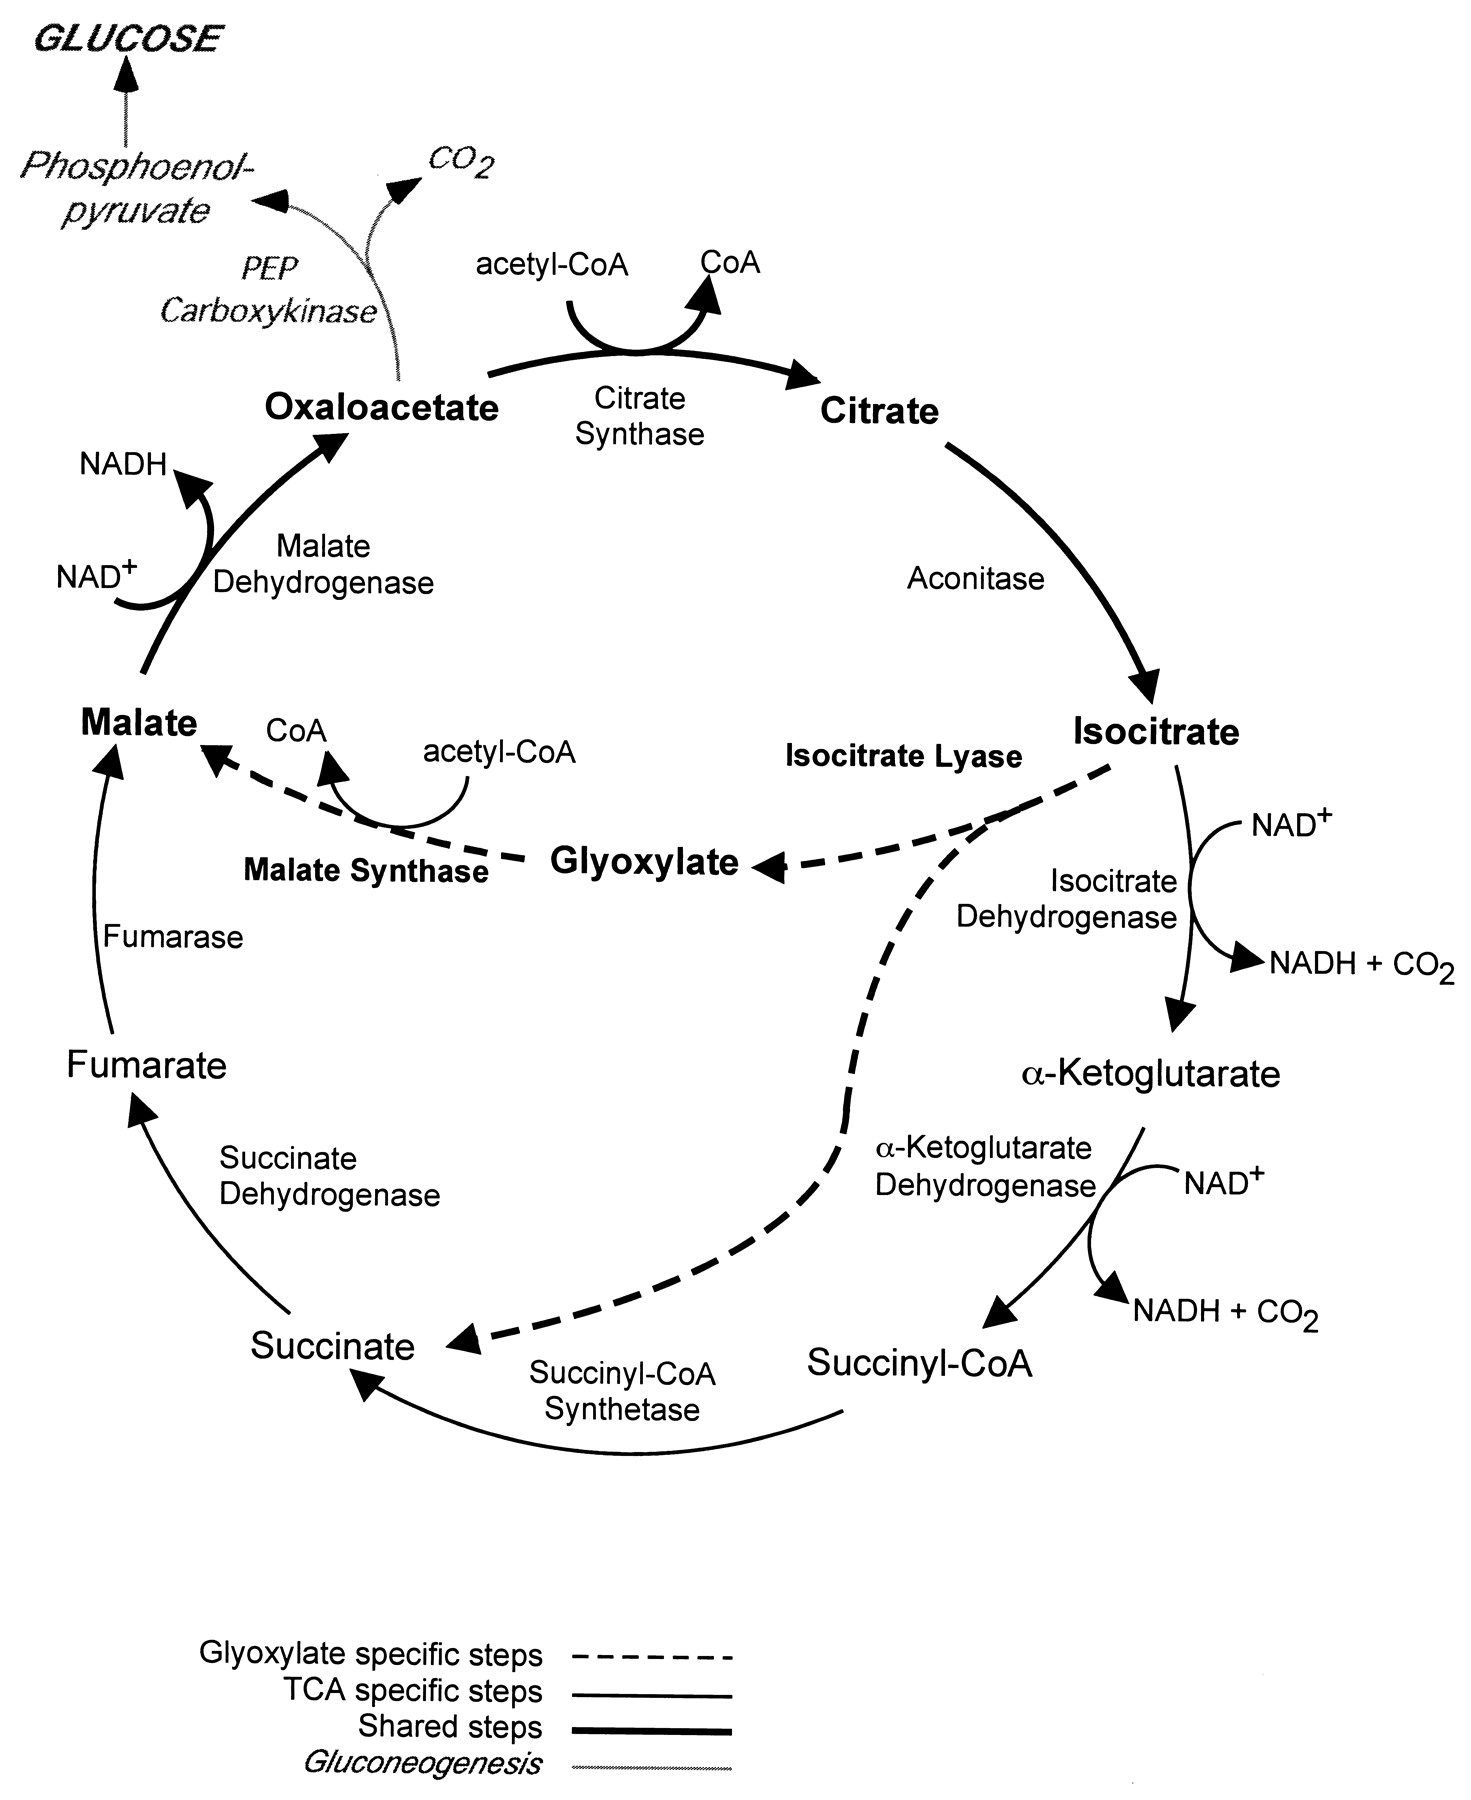 GLUCOSE
Phosphoenol-
pyruvate
CO2
PEP
Carboxykinase
acetyl-CoA
CoA
Oxaloacetate
Citrate
Synthase
Citrate
NADH
NAD+
Malate
Dehydrogenase
Aconitase
Malate
CoA
acetyl-CoA
Isocitrate Lyase
Isocitrate
Malate Synthase
Glyoxylate
NAD+
Isocitrate
Dehydrogenase
NADH + CO2
Fumarase
Fumarate
α-Ketoglutarate
Succinate
Dehydrogenase
α-Ketoglutarate
Dehydrogenase
NAD+
NADH + CO2
Succinate
Succinyl-CoA
Synthetase
Succinyl-CoA
Glyoxylate specific steps
TCA specific steps
Shared steps
Gluconeogenesis